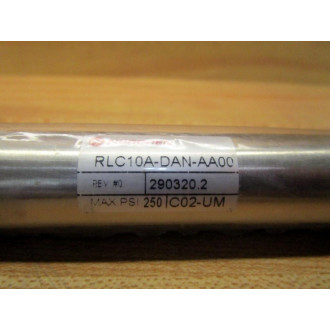 RLC10A-DAN-AA00
REV #0 290320.2
MAX PSI 250 C02-UM